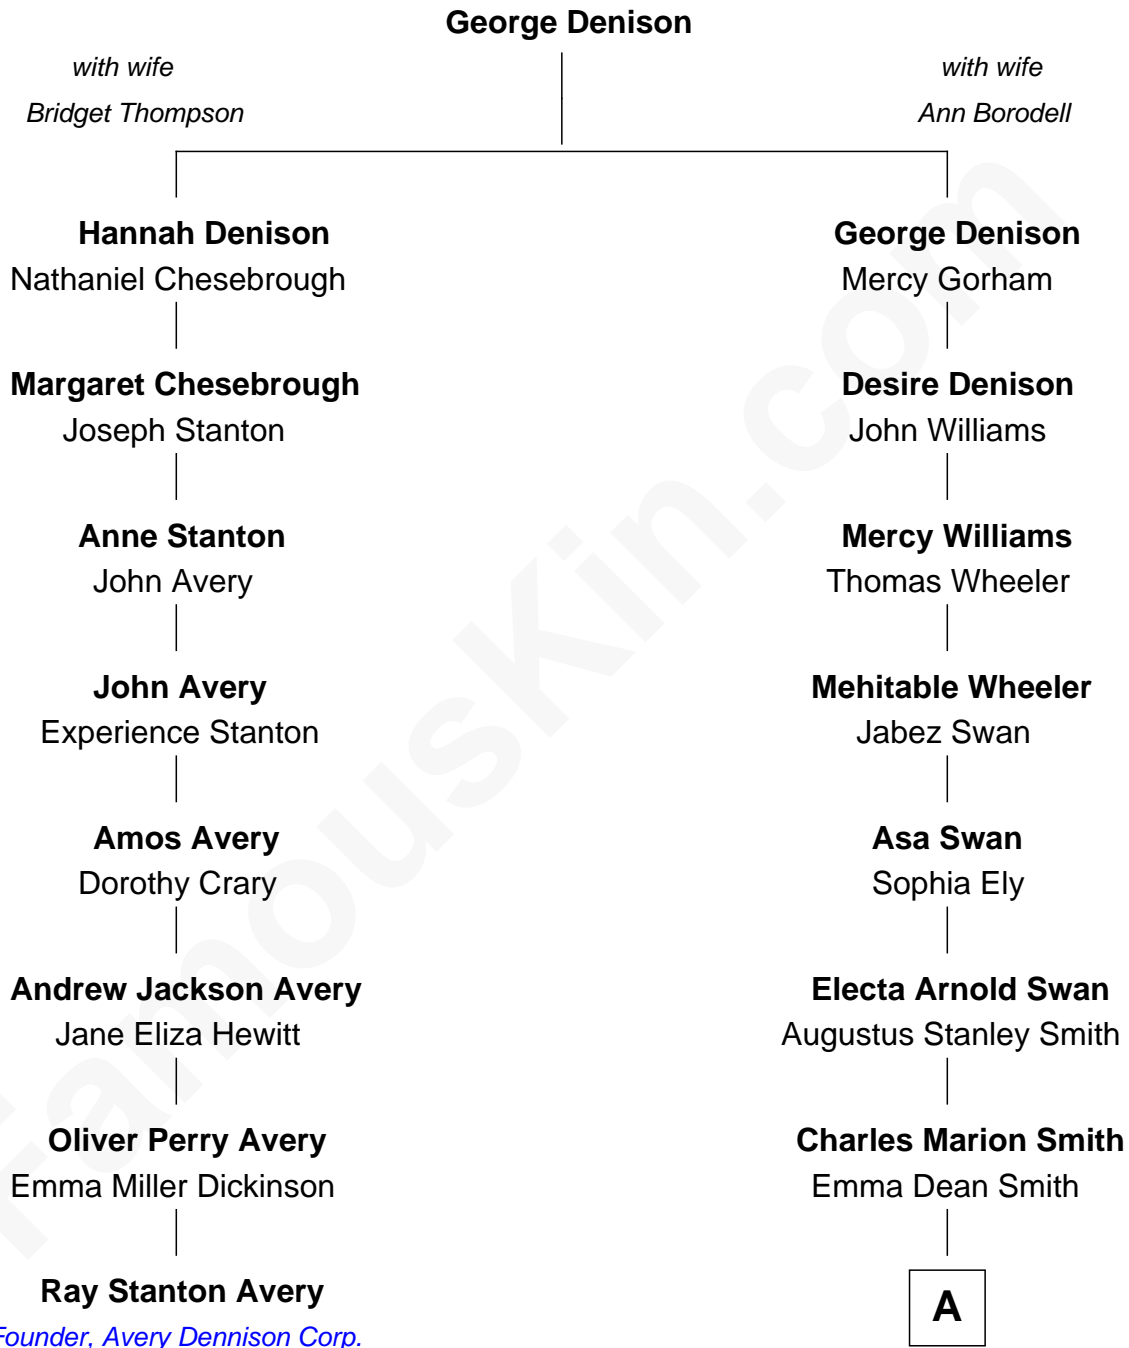 George Denison
with wife
Bridget Thompson
with wife
Ann Borodell
Hannah Denison
Nathaniel Chesebrough
George Denison
Mercy Gorham
Margaret Chesebrough
Joseph Stanton
Desire Denison
John Williams
Anne Stanton
John Avery
Mercy Williams
Thomas Wheeler
John Avery
Experience Stanton
Mehitable Wheeler
Jabez Swan
Amos Avery
Dorothy Crary
Asa Swan
Sophia Ely
Andrew Jackson Avery
Jane Eliza Hewitt
Electa Arnold Swan
Augustus Stanley Smith
Oliver Perry Avery
Emma Miller Dickinson
Charles Marion Smith
Emma Dean Smith
Ray Stanton Avery
Founder, Avery Dennison Corp.
A
FamousKin.com